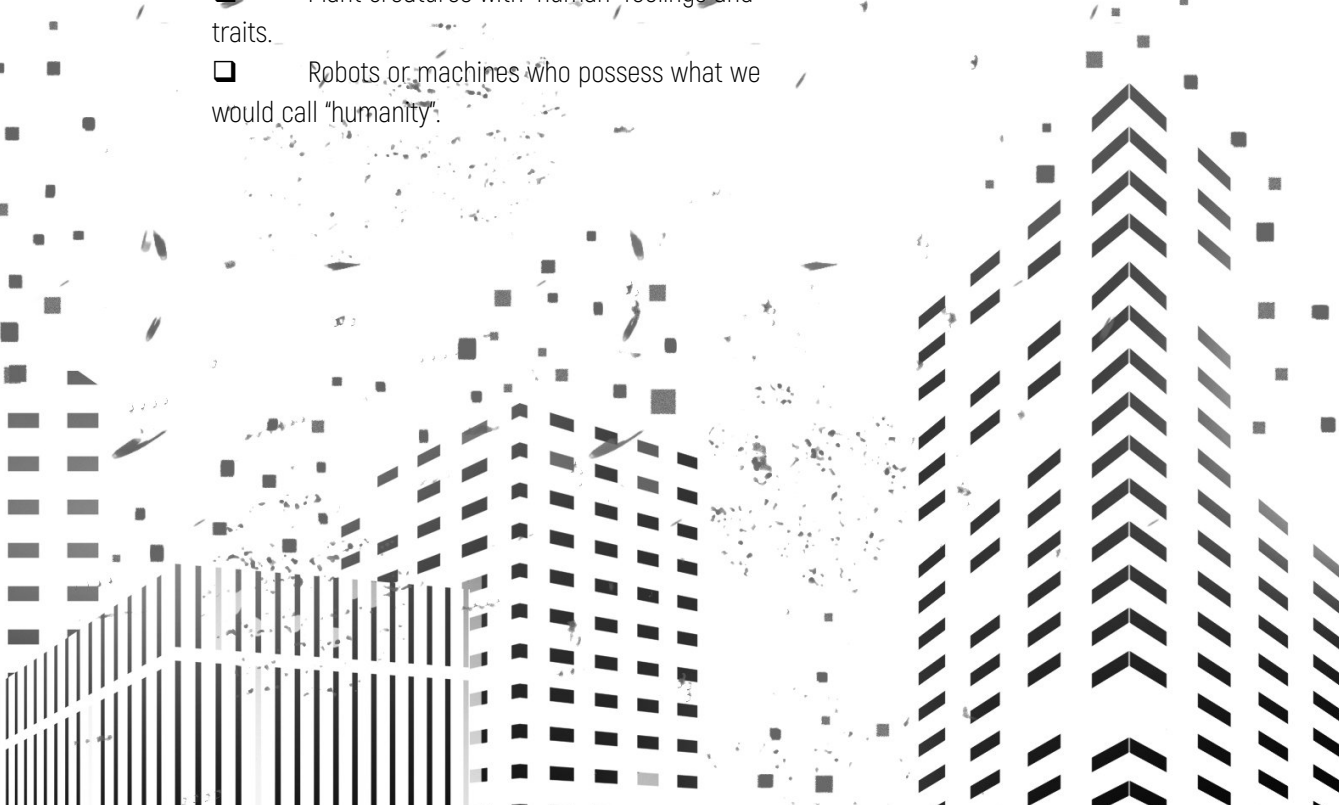 Plant creatures with "human" feelings and
traits.
❑ Robots or machines who possess what we
would call “humanity”.